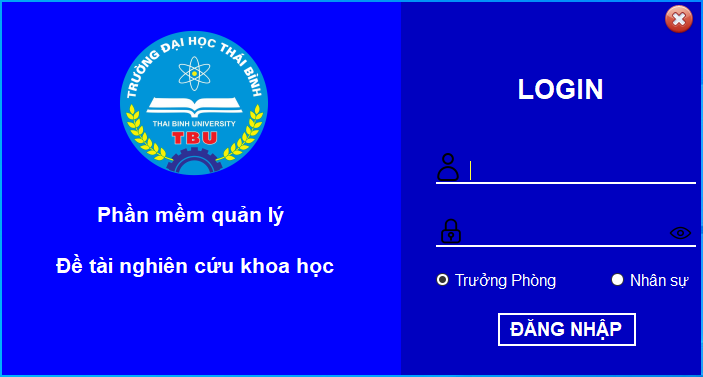 TRƯỜNG ĐẠI HỌC THÁI BÌNH
THAI BINH UNIVERSITY
TBU
Phần mềm quản lý
Đề tài nghiên cứu khoa học
LOGIN
Trưởng Phòng
Nhân sự
ĐĂNG NHẬP